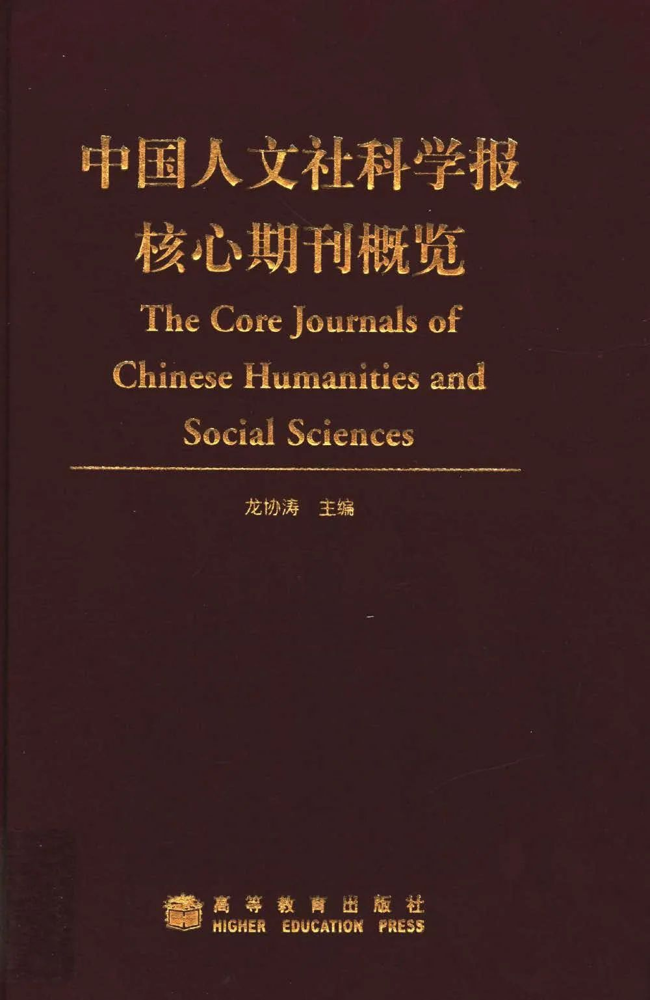 中国人文社科学报
核心期刊概览
The Core Journals of
Chinese Humanities and
Social Sciences
龙协涛 主编
高等教育出版社
HIGHER EDUCATION PRESS